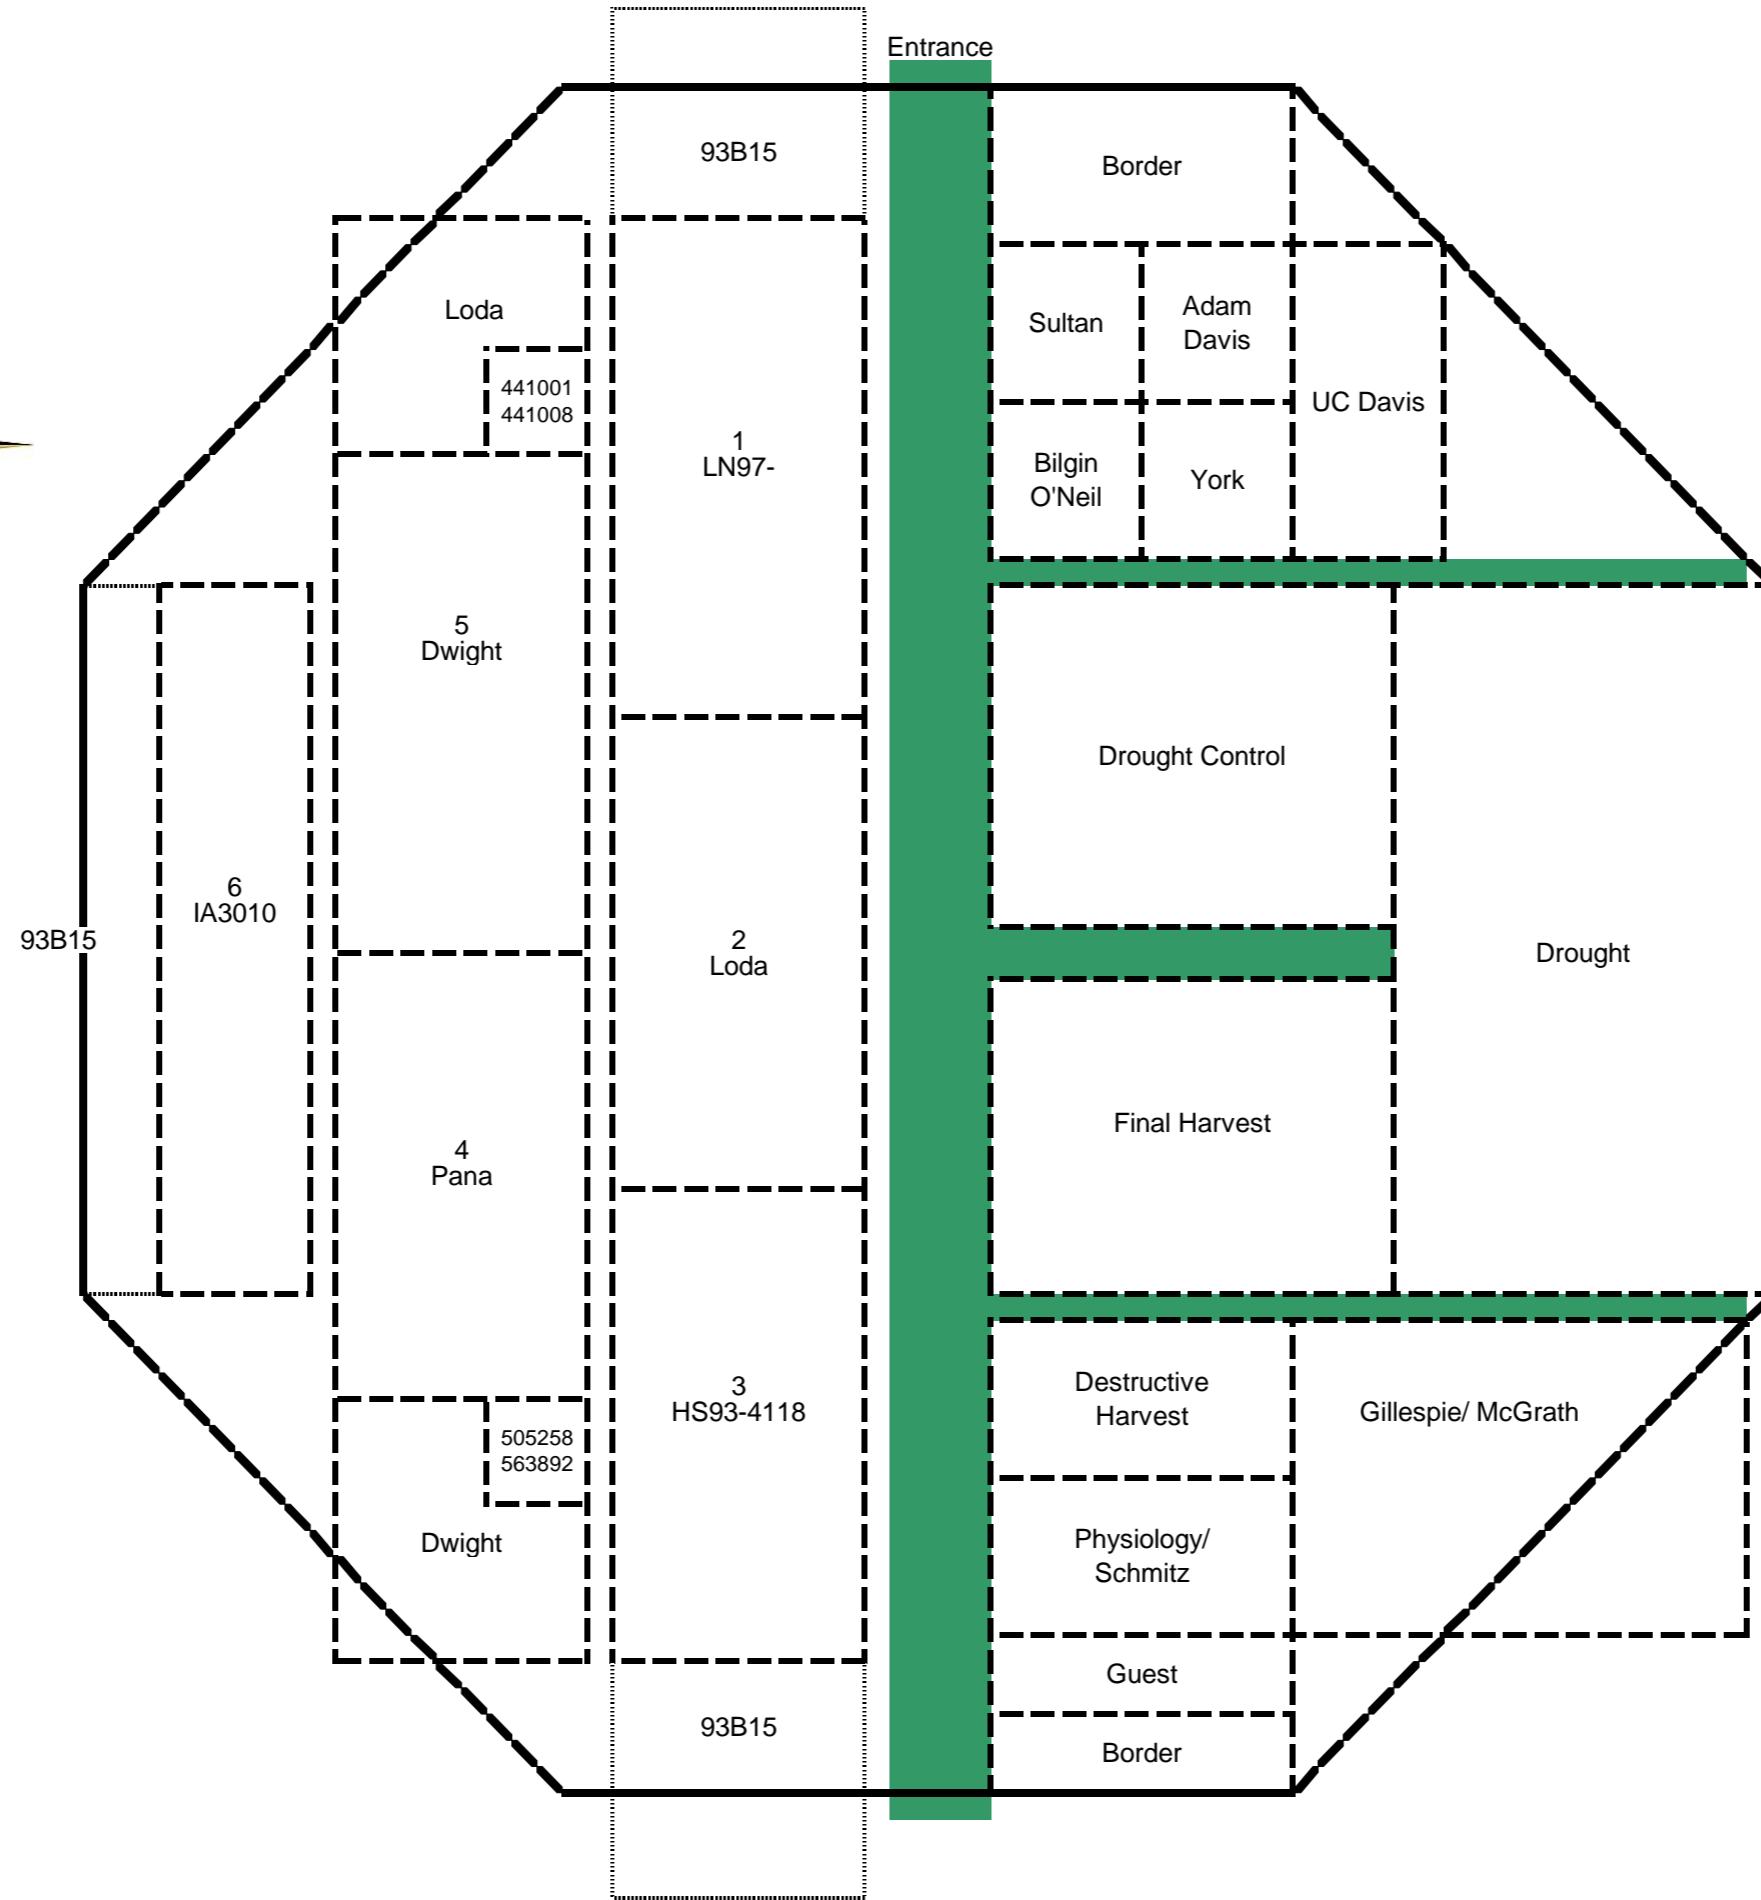 Entrance
93B15
Border
Loda
441001
441008
1
LN97-
Sultan
Adam
Davis
UC Davis
Bilgin
O'Neil
York
5
Dwight
Drought Control
6
IA3010
93B15
2
Loda
Drought
4
Pana
Final Harvest
3
HS93-4118
Destructive
Harvest
Gillespie/ McGrath
505258
563892
Dwight
Physiology/
Schmitz
Guest
93B15
Border